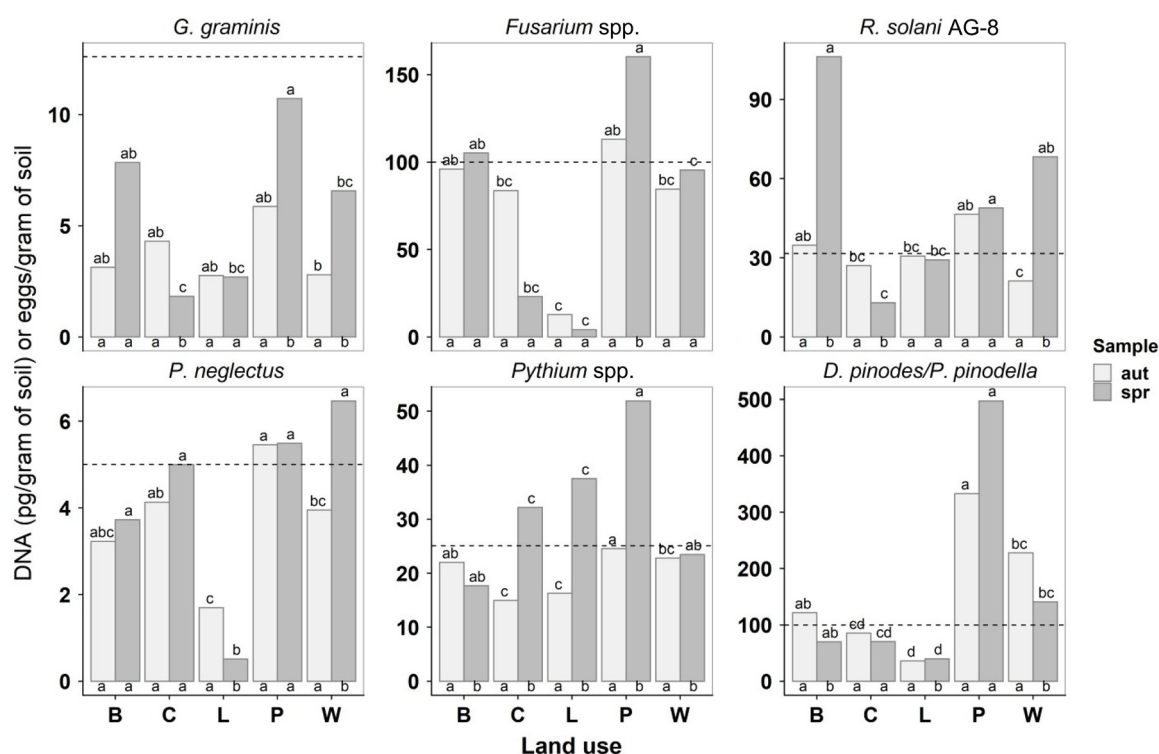 G. graminis
Fusarium spp.
R. solani AG-8
DNA (pg/gram of soil) or eggs/gram of soil
10
5
0
ab
ab
ab
c
ab
bc
ab
a
b
bc
a a a a a a a b a b
150
100
50
0
ab
ab
bc
bc
c
c
ab
a
bc
c
a a a a a a a b a a
90
60
30
0
ab
a
bc
c
bc
bc
ab
a
c
ab
a b a b a a a a a b
P. neglectus
Pythium spp.
D. pinodes/P. pinodella
6
4
2
0
abc
a
ab
a
c
b
a
a
bc
a
a a a a a b a a a b
50
40
30
20
10
0
ab
ab
c
c
c
c
a
a
bc
ab
a b a b a b a b a a
500
400
300
200
100
0
ab
ab
cd
cd
d
d
a
a
bc
bc
a b a a a a a a a b
B C L P W
B C L P W
B C L P W
Land use
Sample
aut
spr